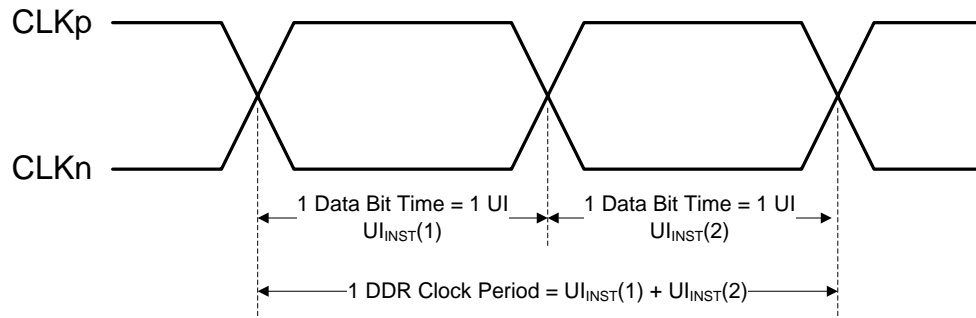 CLKp
CLKn
1 Data Bit Time = 1 UI
UIINST(1)
1 Data Bit Time = 1 UI
UIINST(2)
1 DDR Clock Period = UIINST(1) + UIINST(2)